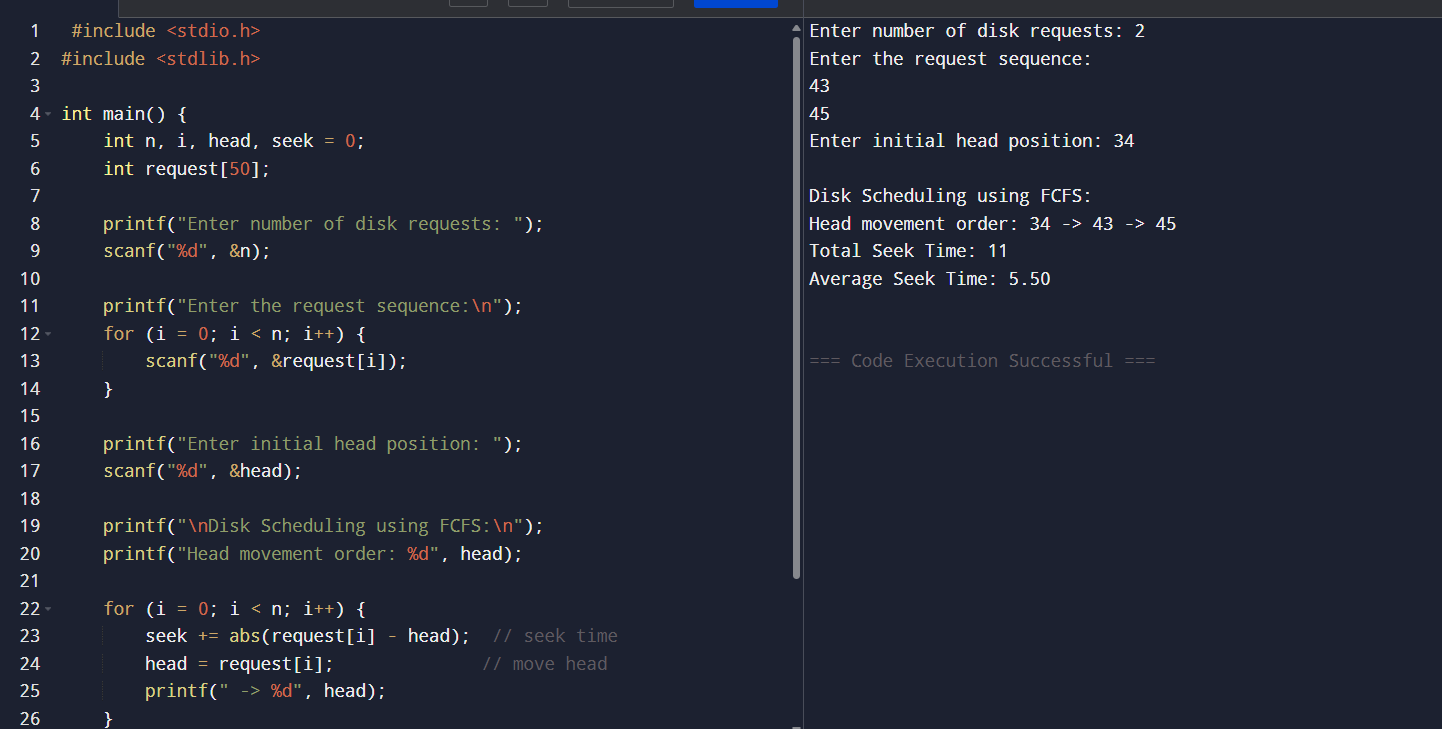 1 #include <stdio.h>
2 #include <stdlib.h>
3
4 int main() {
5 int n, i, head, seek = 0;
6 int request[50];
7
8 printf("Enter number of disk requests: ");
9 scanf("%d", &n);
10
11 printf("Enter the request sequence:\n");
12 for (i = 0; i < n; i++) {
13 scanf("%d", &request[i]);
14 }
15
16 printf("Enter initial head position: ");
17 scanf("%d", &head);
18
19 printf("\nDisk Scheduling using FCFS:\n");
20 printf("Head movement order: %d", head);
21
22 for (i = 0; i < n; i++) {
23 seek += abs(request[i] - head);  // seek time
24 head = request[i];  // move head
25 printf(" -> %d", head);
26 }
Enter number of disk requests: 2
Enter the request sequence:
43
45
Enter initial head position: 34
Disk Scheduling using FCFS:
Head movement order: 34 -> 43 -> 45
Total Seek Time: 11
Average Seek Time: 5.50
=== Code Execution Successful ===